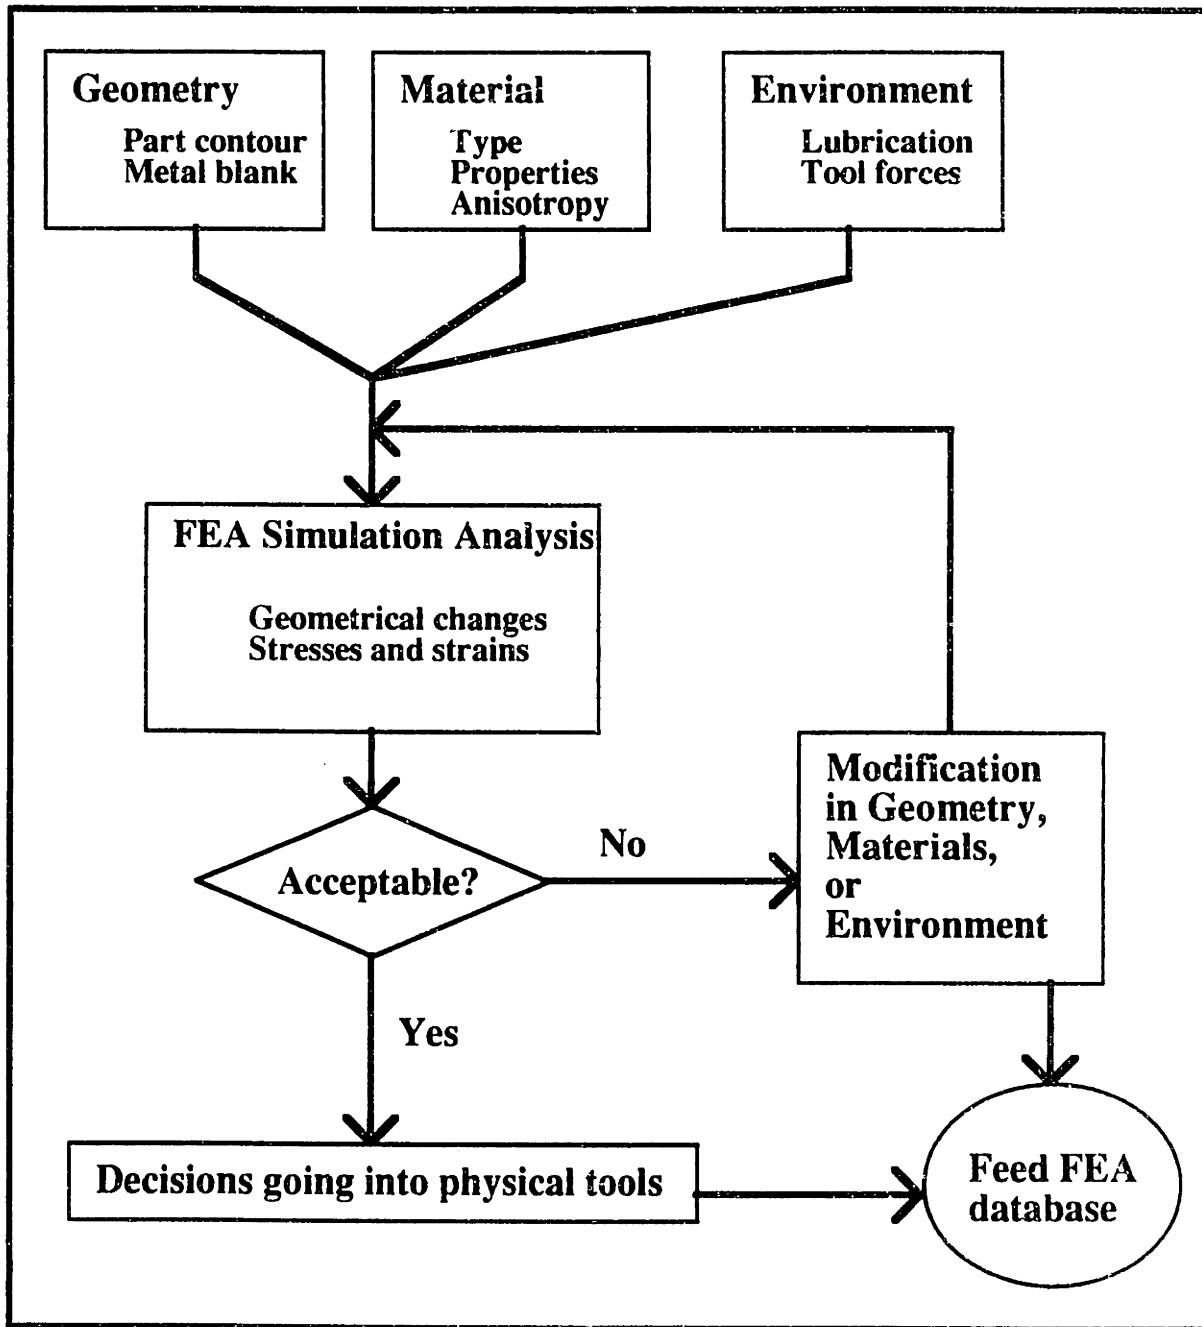 Geometry
Part contour
Metal blank
Material
Type
Properties
Anisotropy
Environment
Lubrication
Tool forces
FEA Simulation Analysis
Geometrical changes
Stresses and strains
Acceptable?
No
Modification
in Geometry,
Materials,
or
Environment
Yes
Decisions going into physical tools
Feed FEA
database